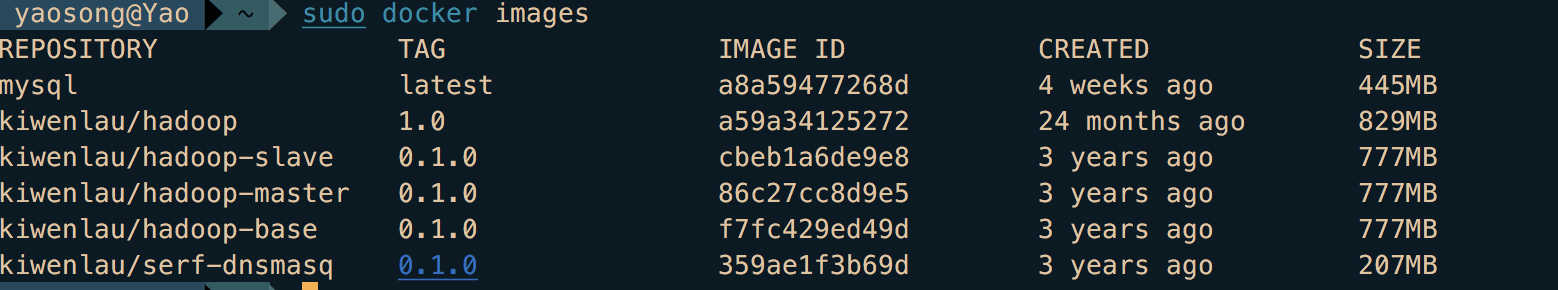 yaosong@Yao ~ sudo docker images
REPOSITORY TAG IMAGE ID CREATED SIZE
mysql latest a8a59477268d 4 weeks ago 445MB
kiwenlau/hadoop 1.0 a59a34125272 24 months ago 829MB
kiwenlau/hadoop-slave 0.1.0 cbeb1a6de9e8 3 years ago 777MB
kiwenlau/hadoop-master 0.1.0 86c27cc8d9e5 3 years ago 777MB
kiwenlau/hadoop-base 0.1.0 f7fc429ed49d 3 years ago 777MB
kiwenlau/serf-dnsmasq 0.1.0 359ae1f3b69d 3 years ago 207MB